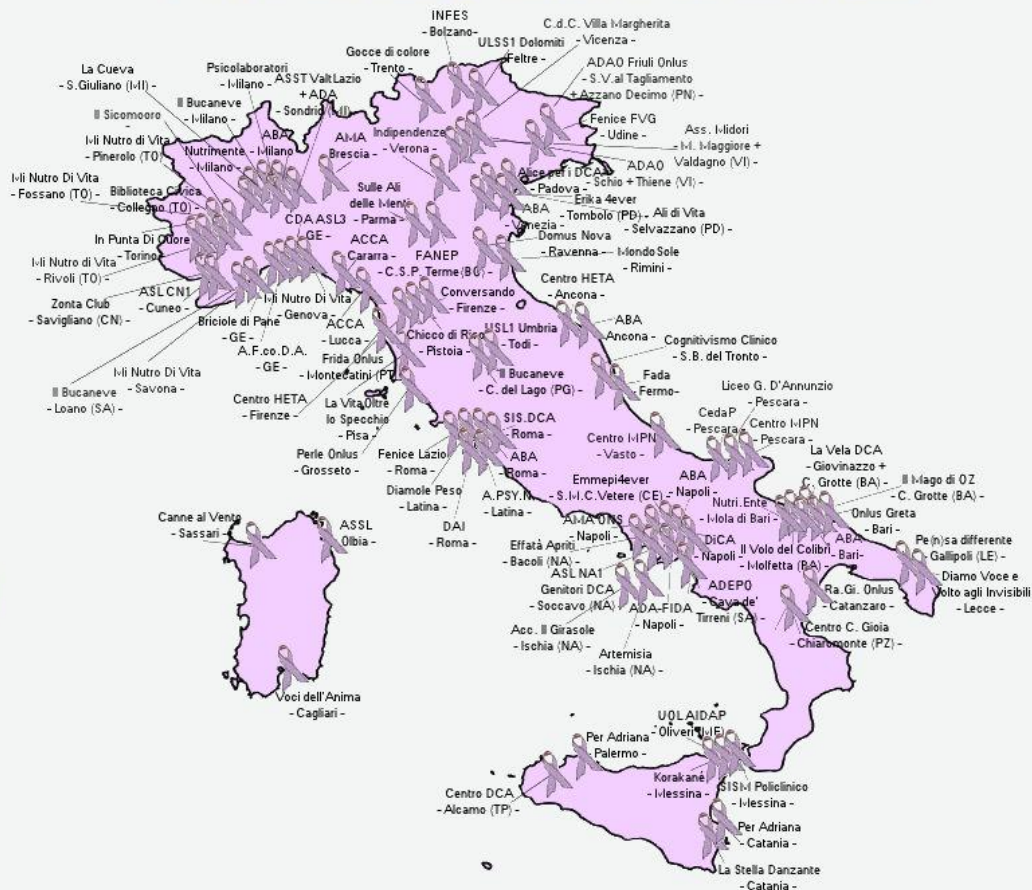 INFES
- Bolzano-
C.d.C. Villa Margherita
- Vicenza -
Gocce di colore
- Trento -
ULSS1 Dolomiti
- Feltre -
ADAO Friuli Onlus
- S.V.al Tagliamento
+ Azzano Decimo (PN) -
La Cueva
- S.Giuliano (MI) -
Psicolaboratori
- Milano -
ASST ValtLazio
+ ADA
- Sondrio (MI) -
Il Bucaneve
- Milano -
Il Sicomooro
Fenice FVG
- Udine -
Ass. Midori
- M. Maggiore +
Valdagno (VI) -
Indipendenze
- Verona -
AMA
Brescia -
ABA
Milano -
Nutrimente
Milano -
Mi Nutro di Vita
- Pinerolo (TO) -
ADAO
- Schio + Thiene (VI) -
Alice per i DCA
- Padova -
Mi Nutro Di Vita
- Fossano (TO) -
Biblioteca Civica
- Collegno (TO) -
Sulle Ali
delle Menti
- Parma -
Erika 4ever
- Tombolo (PD) -
ABA
- Venezia -
Ali di Vita
- Selvazzano (PD) -
CDA ASL3
- GE -
In Punta Di Cuore
- Torino -
ACCA
- Cararra -
FANEP
- C.S.P. Terme (BO) -
Domus Nova
- Ravenna -
MondoSole
- Rimini -
Mi Nutro di Vita
- Rivoli (TO) -
ASL CN1
- Cuneo -
Mi Nutro Di Vita
- Genova -
Conversando
- Firenze -
Centro HETA
- Ancona -
Zonta Club
- Savigliano (CN) -
Briciole di Pane
- GE -
ACCA
- Lucca -
Chicco di Riso
- Pistoia -
USL1 Umbria
- Todi -
ABA
Ancona -
A.F.co.D.A.
- GE -
Frida Onlus
- Montecatini (PT) -
Il Bucaneve
- C. del Lago (PG) -
Cognitivismo Clinico
- S.B. del Tronto -
Mi Nutro Di Vita
- Savona -
Il Bucaneve
- Loano (SA) -
Centro HETA
- Firenze -
La Vita Oltre
lo Specchio
- Pisa -
Fada
Fermo-
Liceo G. D'Annunzio
- Pescara -
CedaP
- Pescara -
Centro MPN
- Pescara -
Perle Onlus
- Grosseto -
SIS.DCA
- Roma -
Fenice Lazio
- Roma -
ABA
- Roma -
Centro MPN
- Vasto -
La Vela DCA
- Giovinazzo +
C. Grotte (BA) -
Diamole Peso
- Latina -
A.PSY.N.
- Latina -
DAI
- Roma -
Emmepi4ever
- S.M.C.Vetere (CE) -
ABA
- Napoli -
Nutri.Ente
- Mola di Bari -
Il Mago di OZ
- C. Grotte (BA) -
Onlus Greta
- Bari -
AMA ONS
- Napoli -
DiCA
- Napoli -
Il Volo del Colibrì
- Molfetta (BA) -
ABA
- Bari-
Canne al Vento
- Sassari -
ASSL
Olbia -
Effatà Apriti
- Bacoli (NA) -
Pe(n)sa differente
- Gallipoli (LE) -
ASL NA1
Genitori DCA
- Soccavo (NA) -
ADEPO
- Cava de'
Tirreni (SA) -
Ra.Gi. Onlus
- Catanzaro -
Diamo Voce e
Volto agli Invisibili
- Lecce -
Acc. Il Girasole
- Ischia (NA) -
ADA-FIDA
- Napoli -
Artemisia
- Ischia (NA) -
Centro C. Gioia
- Chiaromonte (PZ) -
Voci dell'Anima
- Cagliari -
UOLAIDAP
- Oliveri (ME) -
Per Adriana
- Palermo -
Korakanè
- Messina -
SISM Policlinico
- Messina -
Centro DCA
- Alcamo (TP) -
Per Adriana
- Catania -
La Stella Danzante
- Catania -